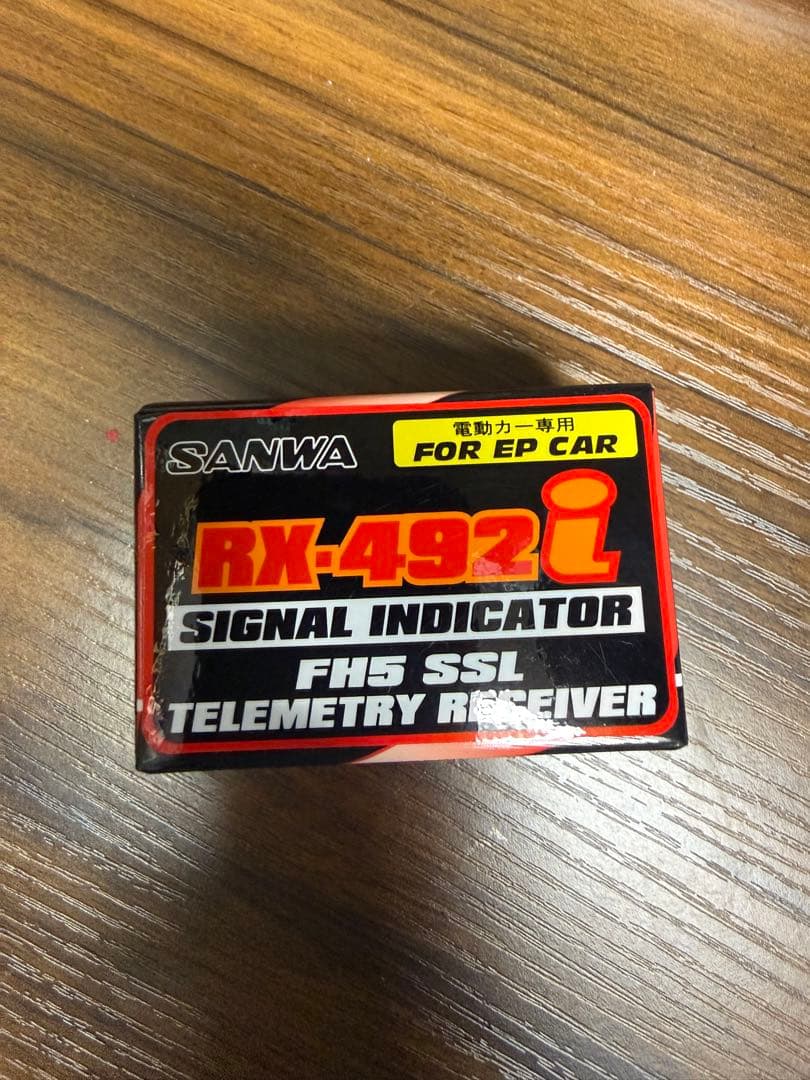 SANWA
電動カー専用
FOR EP CAR
RX-492i
SIGNAL INDICATOR
FH5 SSL
TELEMETRY RECEIVER